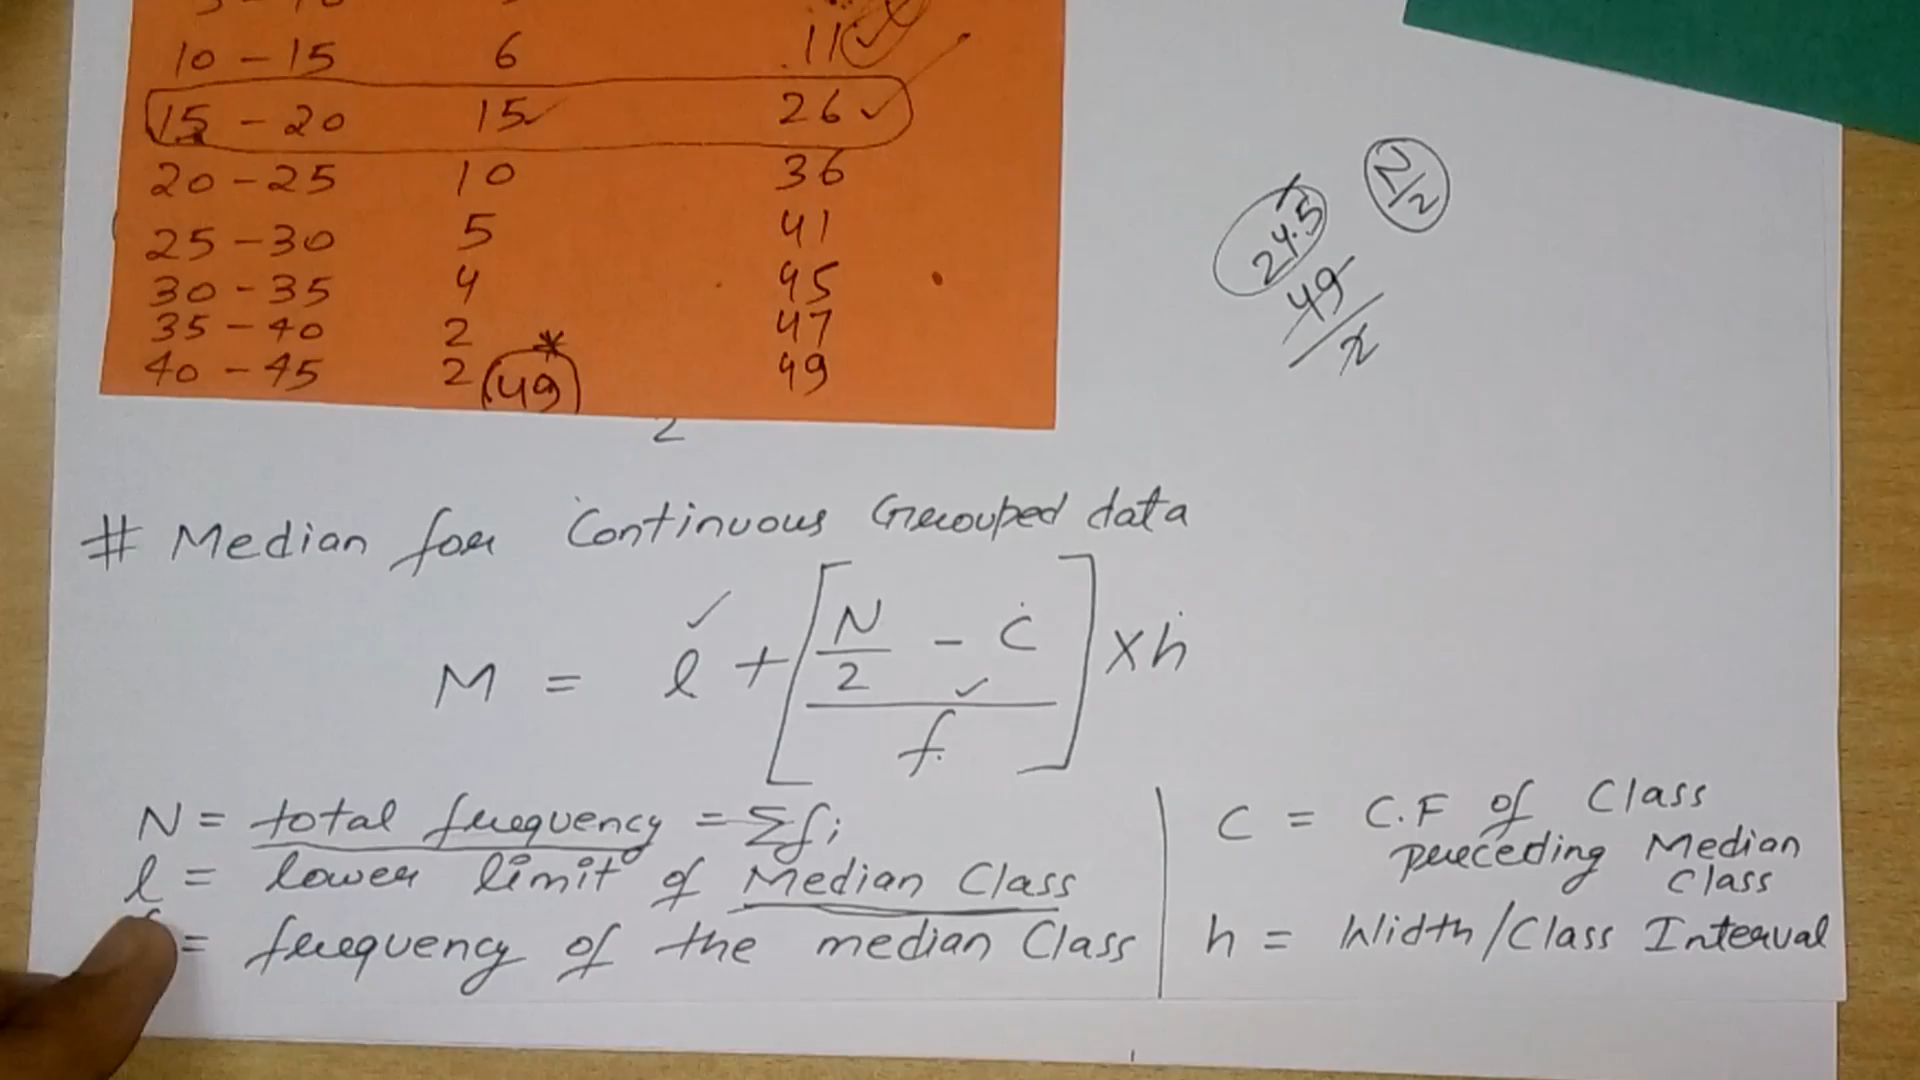 5 - 10
10 - 15 6 11
15 - 20 15 26
20 - 25 10 36
25 - 30 5 41
30 - 35 4 45
35 - 40 2 47
40 - 45 2 49 49
N/2
24.5
49/2
2
# Median for Continuous Grouped data
M = l + [N/2 - C / f] × h
N = total frequency = Σfi
l = lower limit of Median Class
= frequency of the median Class
C = C.F of Class
preceding Median
Class
h = Width/Class Interval